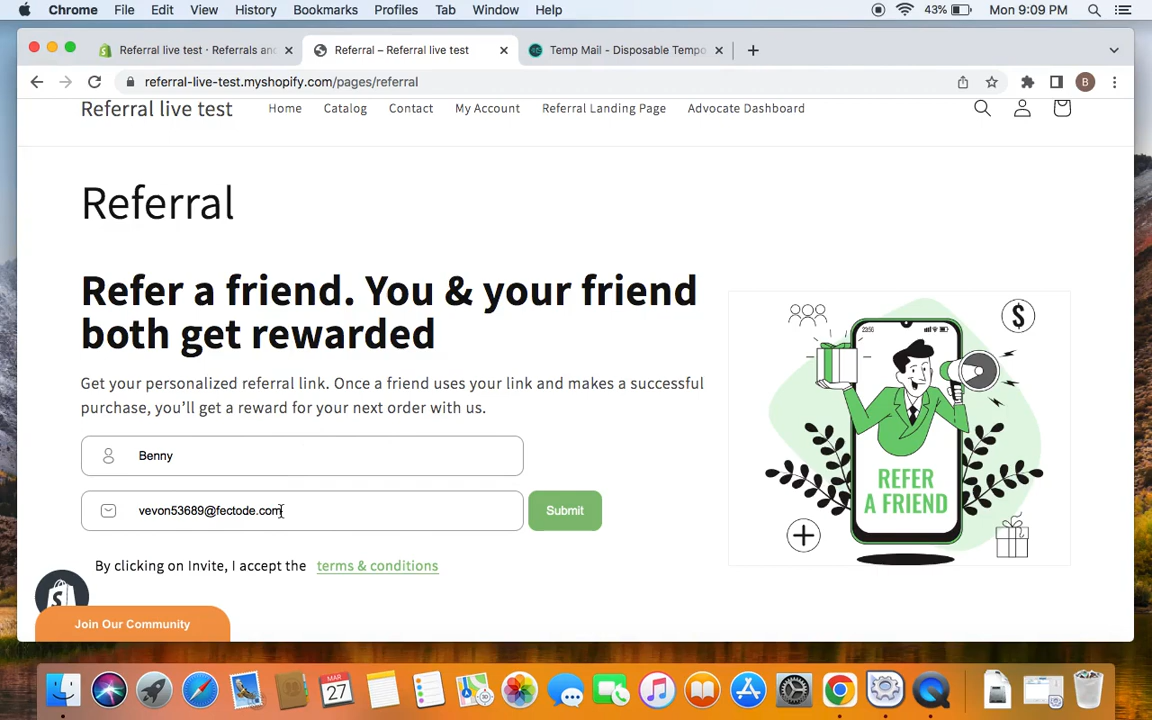 Chrome File Edit View History Bookmarks Profiles Tab Window Help 43% Mon 9:09 PM
Referral live test · Referrals and
Referral – Referral live test
Temp Mail - Disposable Tempo
referral-live-test.myshopify.com/pages/referral
B
Referral live test Home Catalog Contact My Account Referral Landing Page Advocate Dashboard
Referral
Refer a friend. You & your friend
both get rewarded
Get your personalized referral link. Once a friend uses your link and makes a successful
purchase, you’ll get a reward for your next order with us.
Benny
vevon53689@fectode.com
Submit
By clicking on Invite, I accept the terms & conditions
Join Our Community
23:56
$
REFER
A FRIEND
MAR
27